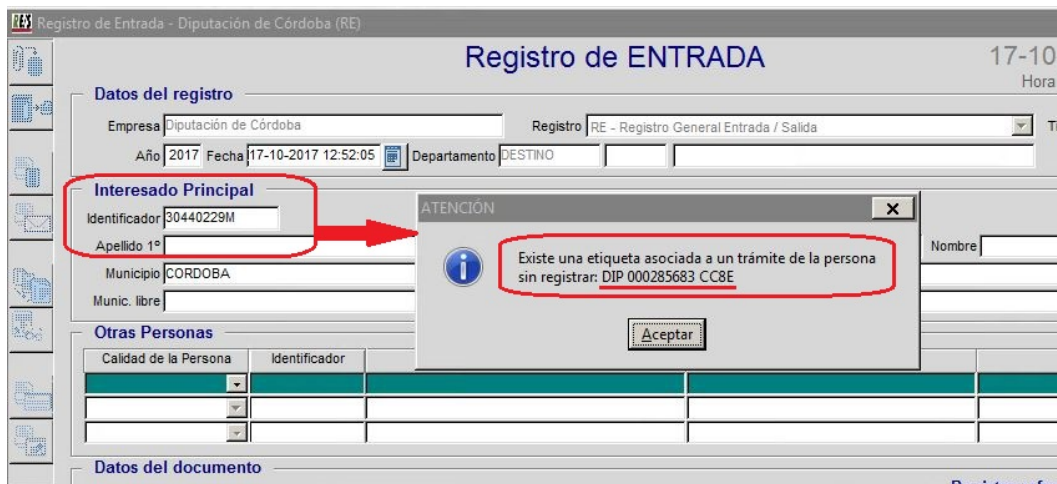 RES Registro de Entrada - Diputación de Córdoba (RE)
Registro de ENTRADA
17-10
Hora
Datos del registro
Empresa Diputación de Córdoba Registro RE - Registro General Entrada / Salida
Año 2017 Fecha 17-10-2017 12:52:05 Departamento DESTINO
Interesado Principal
Identificador 30440229M
Apellido 1º Nombre
Municipio CORDOBA
Munic. libre
ATENCIÓN
Existe una etiqueta asociada a un trámite de la persona
sin registrar: DIP 000285683 CC8E
Aceptar
Otras Personas
Calidad de la Persona Identificador
Datos del documento